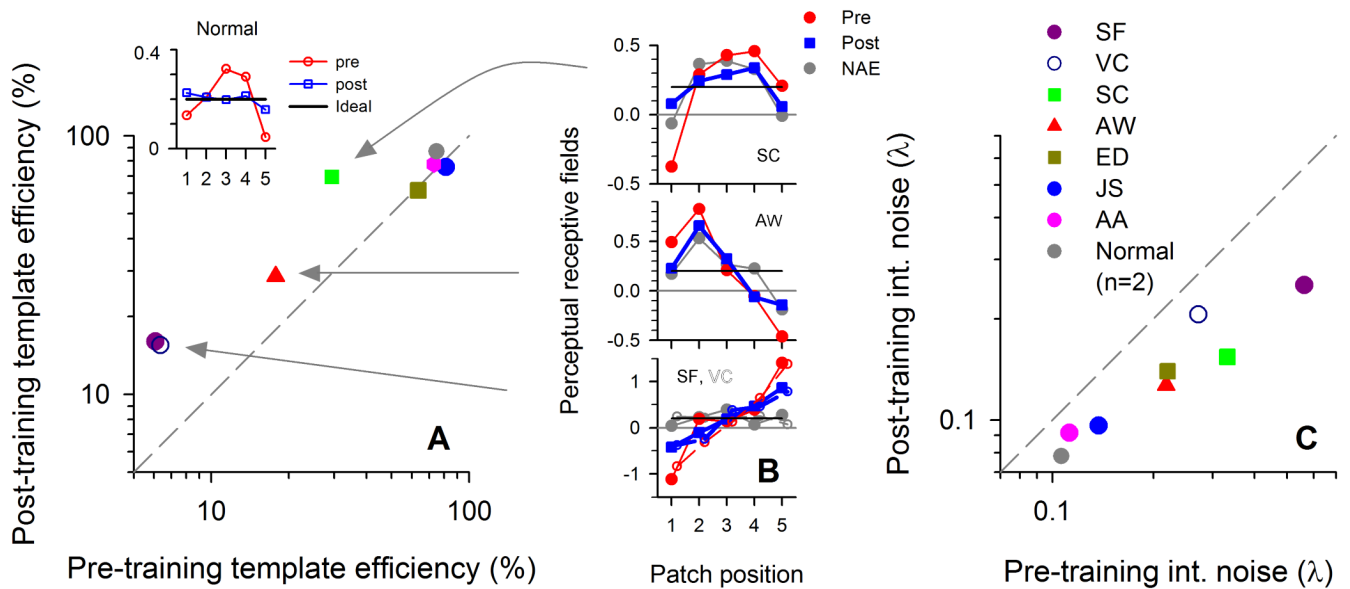 Normal
0.4
0
1 2 3 4 5
pre
post
Ideal
Post-training template efficiency (%)
100
10
10
100
A
Pre-training template efficiency (%)
Pre
Post
NAE
Perceptual receptive fields
0.5
0.0
-0.5
SC
0.5
0.0
-0.5
AW
1
0
-1
SF, VC
B
1 2 3 4 5
Patch position
SF
VC
SC
AW
ED
JS
AA
Normal
(n=2)
Post-training int. noise (λ)
0.1
0.1
0.2
C
Pre-training int. noise (λ)